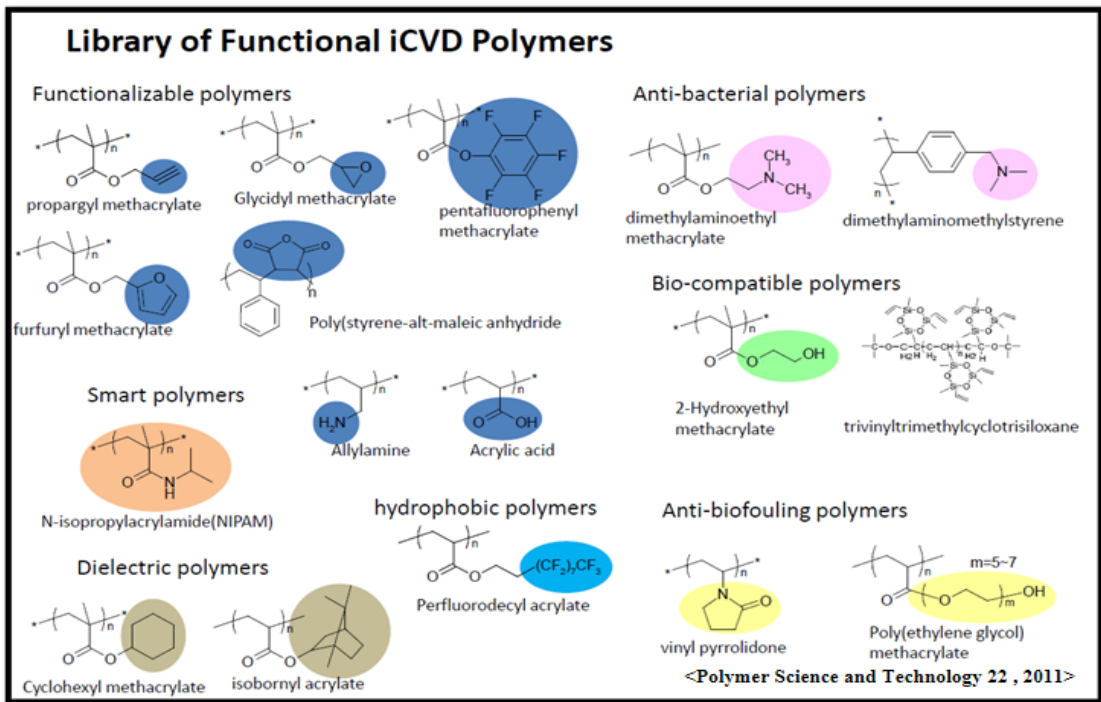 Library of Functional iCVD Polymers
Functionalizable polymers
propargyl methacrylate
Glycidyl methacrylate
pentafluorophenyl
methacrylate
furfuryl methacrylate
Poly(styrene-alt-maleic anhydride
Allylamine
Acrylic acid
Smart polymers
N-isopropylacrylamide(NIPAM)
Dielectric polymers
Cyclohexyl methacrylate
isobornyl acrylate
hydrophobic polymers
(CF₂)₇CF₃
Perfluorodecyl acrylate
Anti-bacterial polymers
dimethylaminoethyl
methacrylate
dimethylaminomethylstyrene
Bio-compatible polymers
2-Hydroxyethyl
methacrylate
trivinyltrimethylcyclotrisiloxane
Anti-biofouling polymers
vinyl pyrrolidone
m=5~7
Poly(ethylene glycol)
methacrylate
<Polymer Science and Technology 22 , 2011>